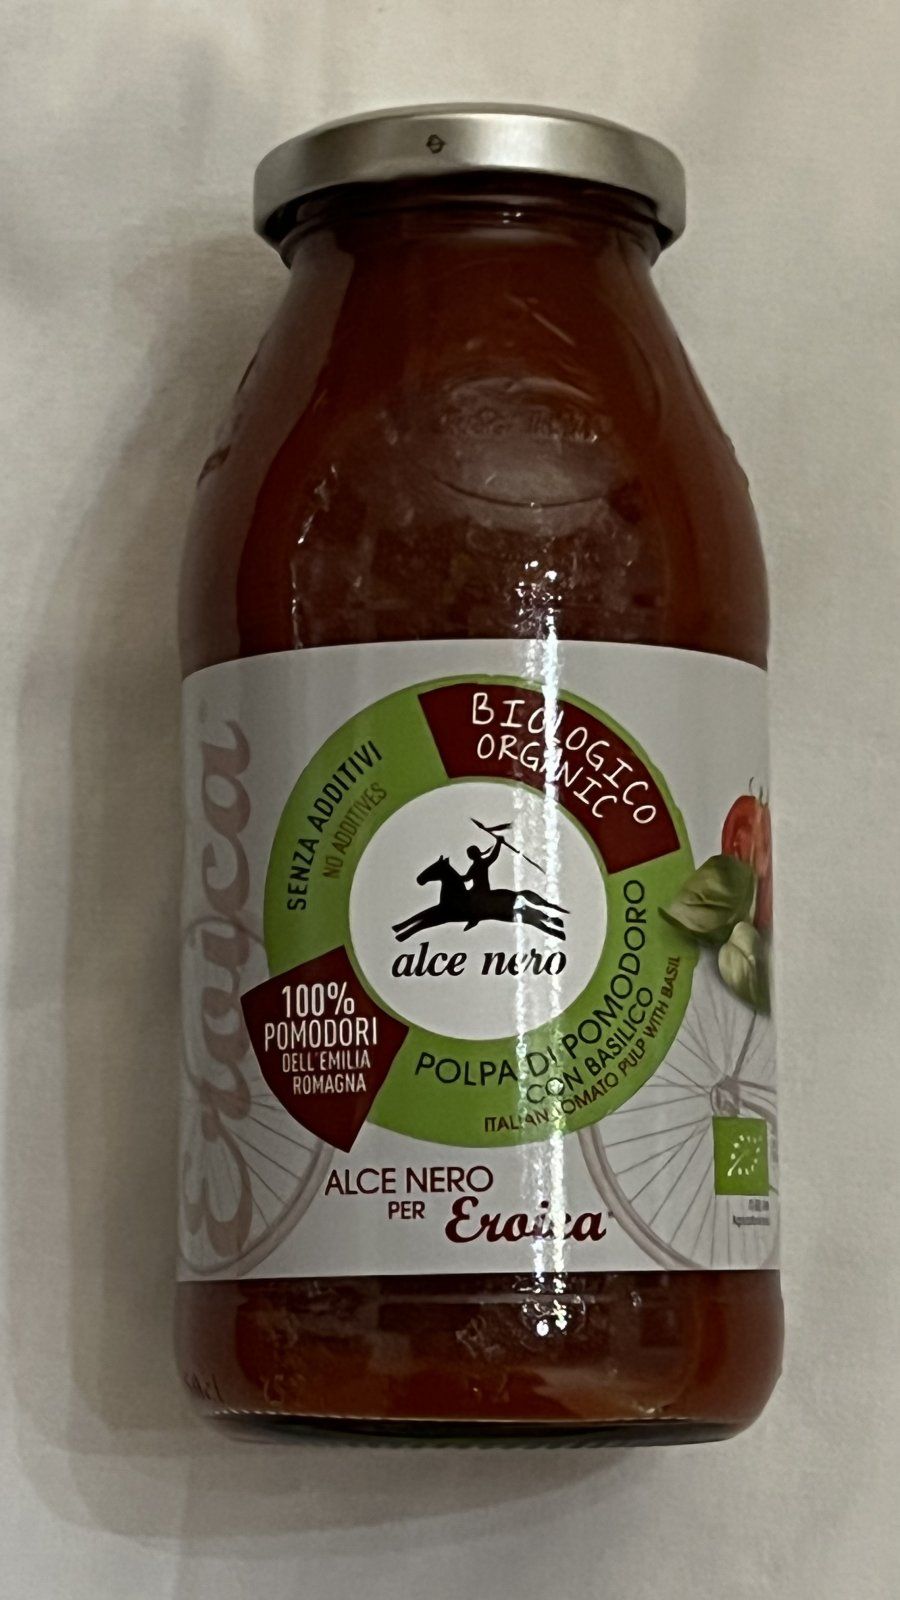 BIOLOGICO
ORGANIC
SENZA ADDITIVI
NO ADDITIVES
alce nero
100%
POMODORI
DELL'EMILIA
ROMAGNA
POLPA DI POMODORO
CON BASILICO
ITALIAN TOMATO PULP WITH BASIL
ALCE NERO
PER Eroica
Eroica